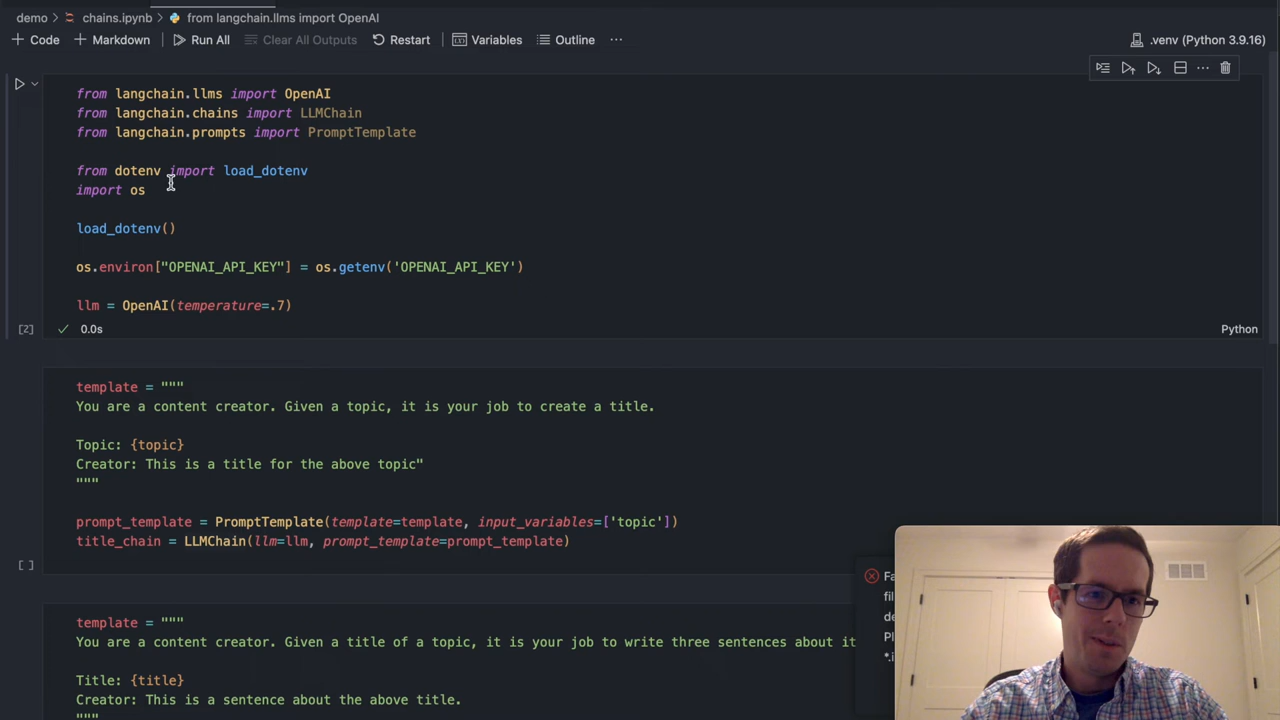 demo > chains.ipynb > from langchain.llms import OpenAI
+ Code + Markdown Run All Clear All Outputs Restart Variables Outline ··· .venv (Python 3.9.16)
from langchain.llms import OpenAI
from langchain.chains import LLMChain
from langchain.prompts import PromptTemplate
from dotenv import load_dotenv
import os
load_dotenv()
os.environ["OPENAI_API_KEY"] = os.getenv('OPENAI_API_KEY')
llm = OpenAI(temperature=.7)
[2] 0.0s Python
template = """
You are a content creator. Given a topic, it is your job to create a title.
Topic: {topic}
Creator: This is a title for the above topic"
"""
prompt_template = PromptTemplate(template=template, input_variables=['topic'])
title_chain = LLMChain(llm=llm, prompt_template=prompt_template)
[ ]
template = """
You are a content creator. Given a title of a topic, it is your job to write three sentences about it
Title: {title}
Creator: This is a sentence about the above title.
"""